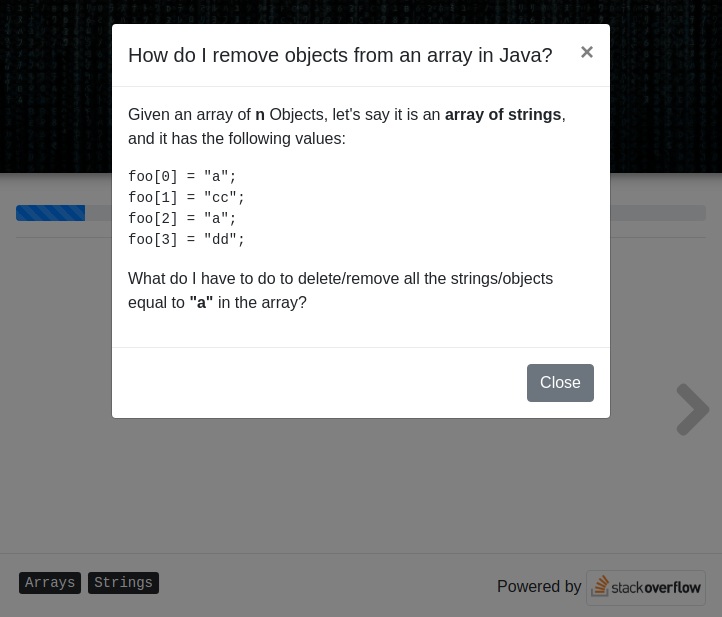 How do I remove objects from an array in Java? ×
Given an array of n Objects, let's say it is an array of strings,
and it has the following values:
foo[0] = "a";
foo[1] = "cc";
foo[2] = "a";
foo[3] = "dd";
What do I have to do to delete/remove all the strings/objects
equal to "a" in the array?
Close
Arrays Strings Powered by stackoverflow